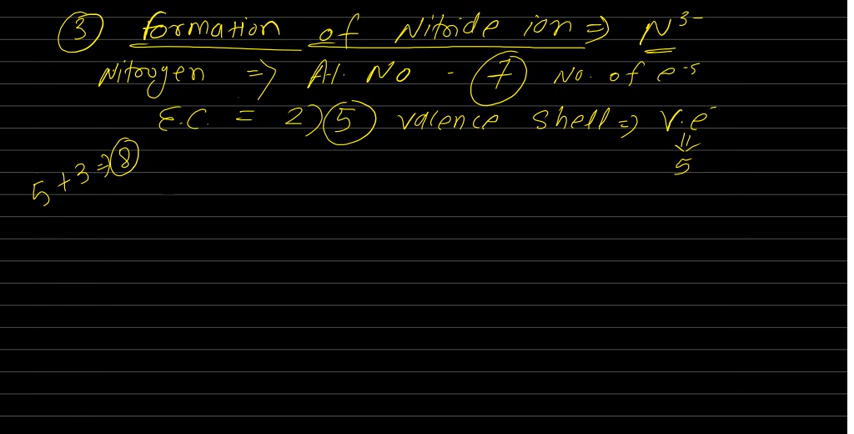 ③ formation of Nitride ion ⇒ N³⁻
Nitrogen ⇒ At. No - 7 No. of e⁻s
E.C. = 2) 5 valence shell ⇒ V.e⁻
⇓
5
5 + 3 ⇒ 8